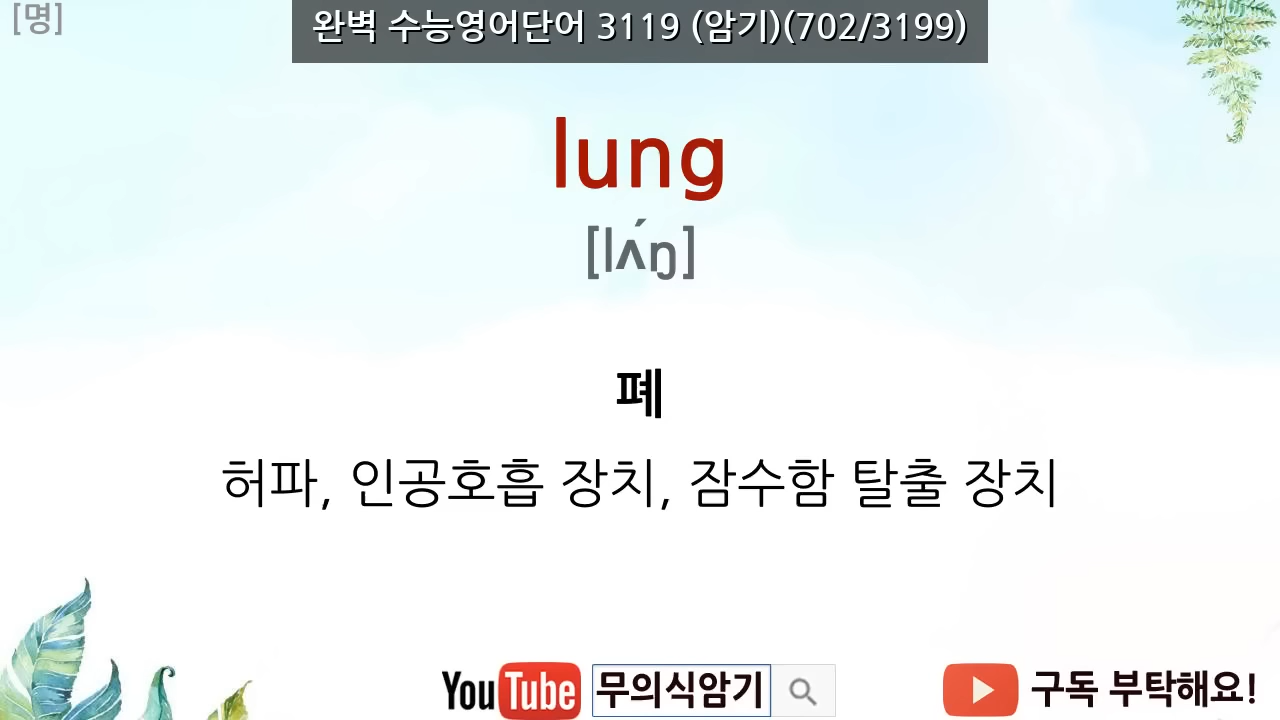 [명]
완벽 수능영어단어 3119 (암기)(702/3199)
lung
[lʌ́ŋ]
폐
허파, 인공호흡 장치, 잠수함 탈출 장치
YouTube 무의식암기 구독 부탁해요!